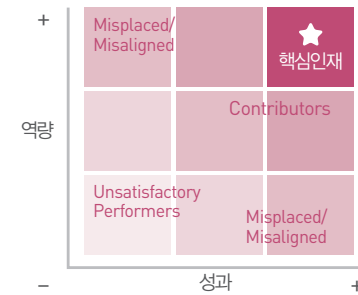 +
Misplaced/
Misaligned
핵심인재
Contributors
역량
Unsatisfactory
Performers
Misplaced/
Misaligned
–
성과
+